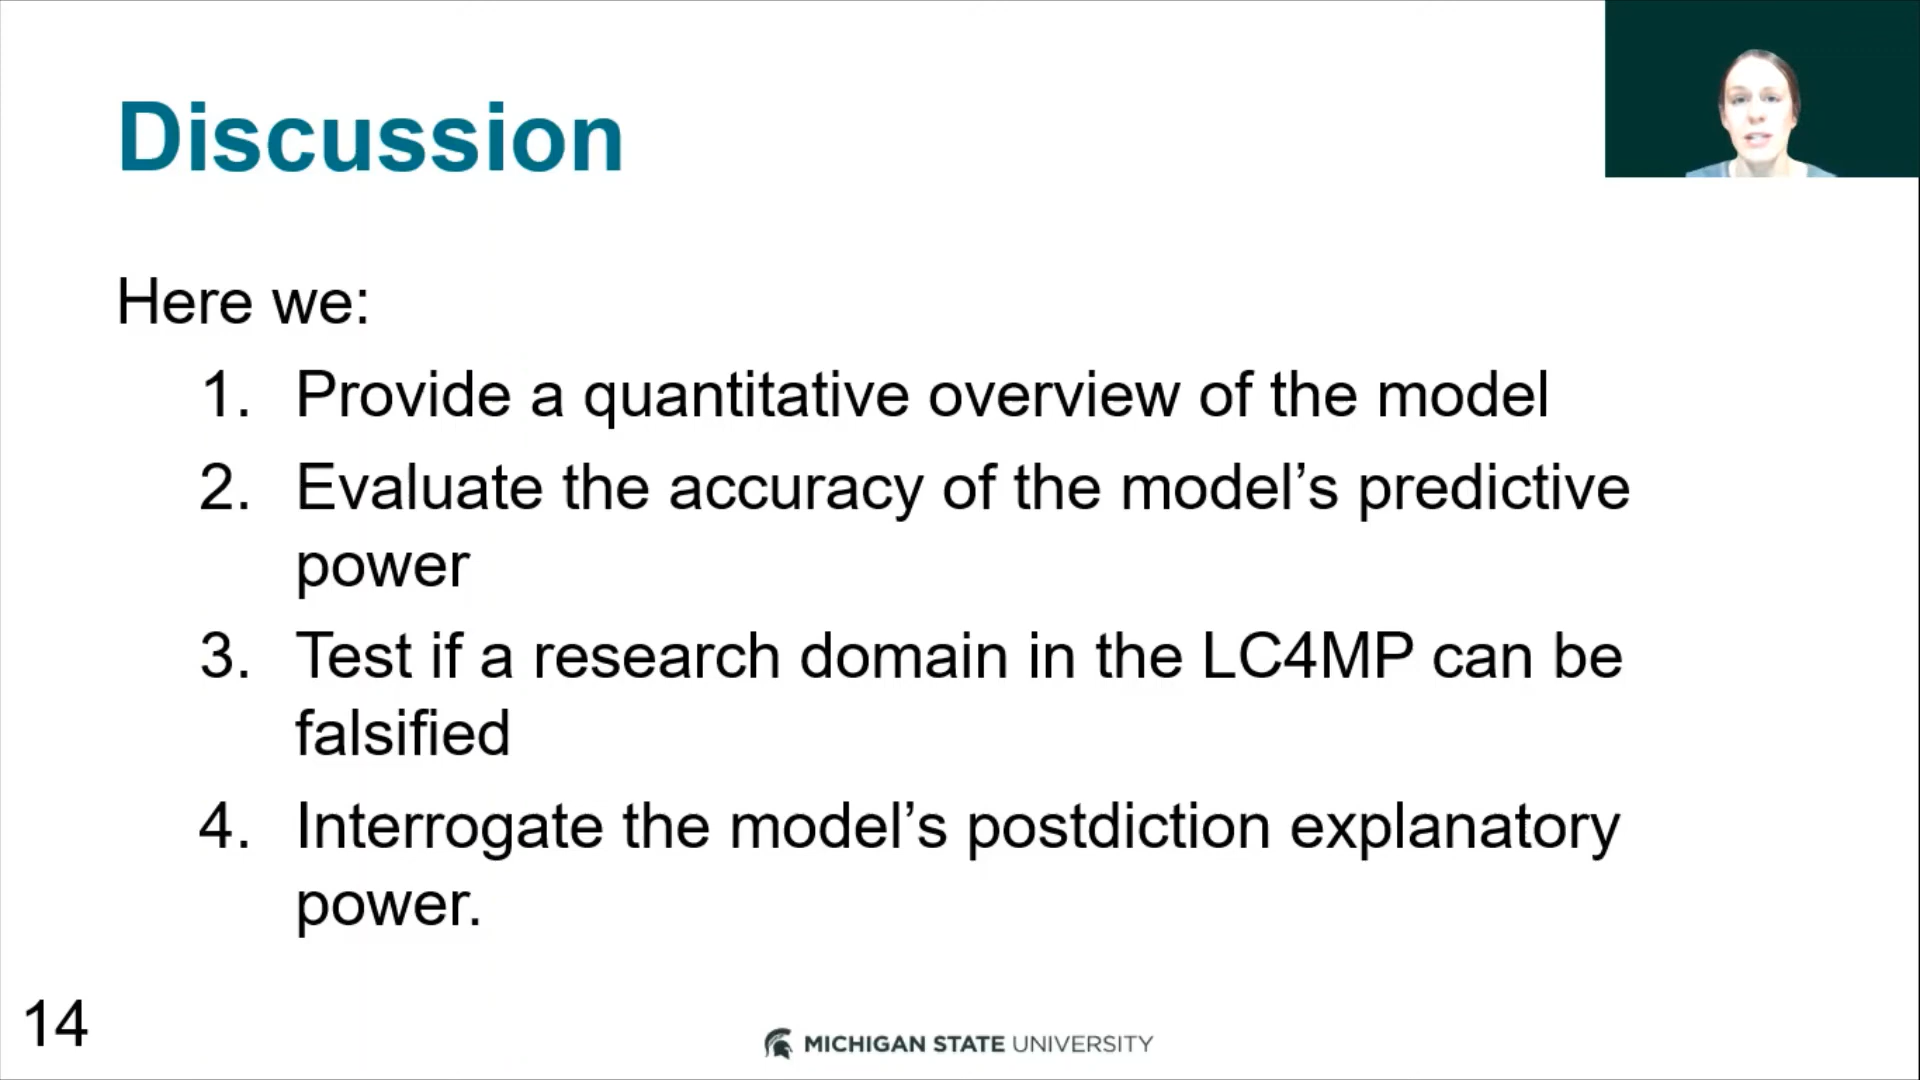 Discussion
Here we:
1. Provide a quantitative overview of the model
2. Evaluate the accuracy of the model’s predictive
power
3. Test if a research domain in the LC4MP can be
falsified
4. Interrogate the model’s postdiction explanatory
power.
14
MICHIGAN STATE UNIVERSITY